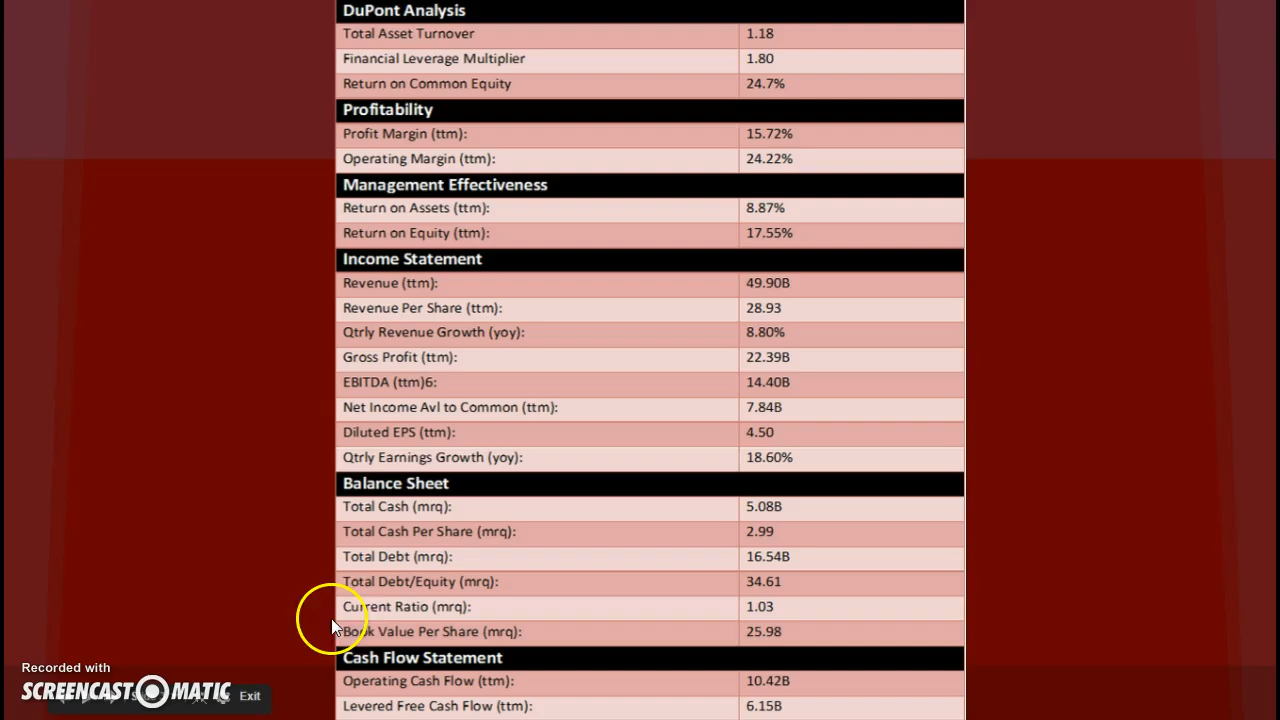 DuPont Analysis
Total Asset Turnover 1.18
Financial Leverage Multiplier 1.80
Return on Common Equity 24.7%
Profitability
Profit Margin (ttm): 15.72%
Operating Margin (ttm): 24.22%
Management Effectiveness
Return on Assets (ttm): 8.87%
Return on Equity (ttm): 17.55%
Income Statement
Revenue (ttm): 49.90B
Revenue Per Share (ttm): 28.93
Qtrly Revenue Growth (yoy): 8.80%
Gross Profit (ttm): 22.39B
EBITDA (ttm)6: 14.40B
Net Income Avl to Common (ttm): 7.84B
Diluted EPS (ttm): 4.50
Qtrly Earnings Growth (yoy): 18.60%
Balance Sheet
Total Cash (mrq): 5.08B
Total Cash Per Share (mrq): 2.99
Total Debt (mrq): 16.54B
Total Debt/Equity (mrq): 34.61
Current Ratio (mrq): 1.03
Book Value Per Share (mrq): 25.98
Cash Flow Statement
Operating Cash Flow (ttm): 10.42B
Levered Free Cash Flow (ttm): 6.15B
Recorded with
SCREENCAST-O-MATIC
Exit